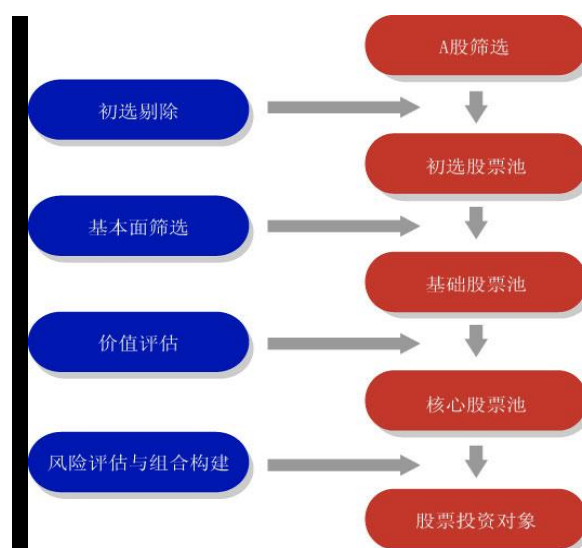 A股筛选
初选剔除
初选股票池
基本面筛选
基础股票池
价值评估
核心股票池
风险评估与组合构建
股票投资对象